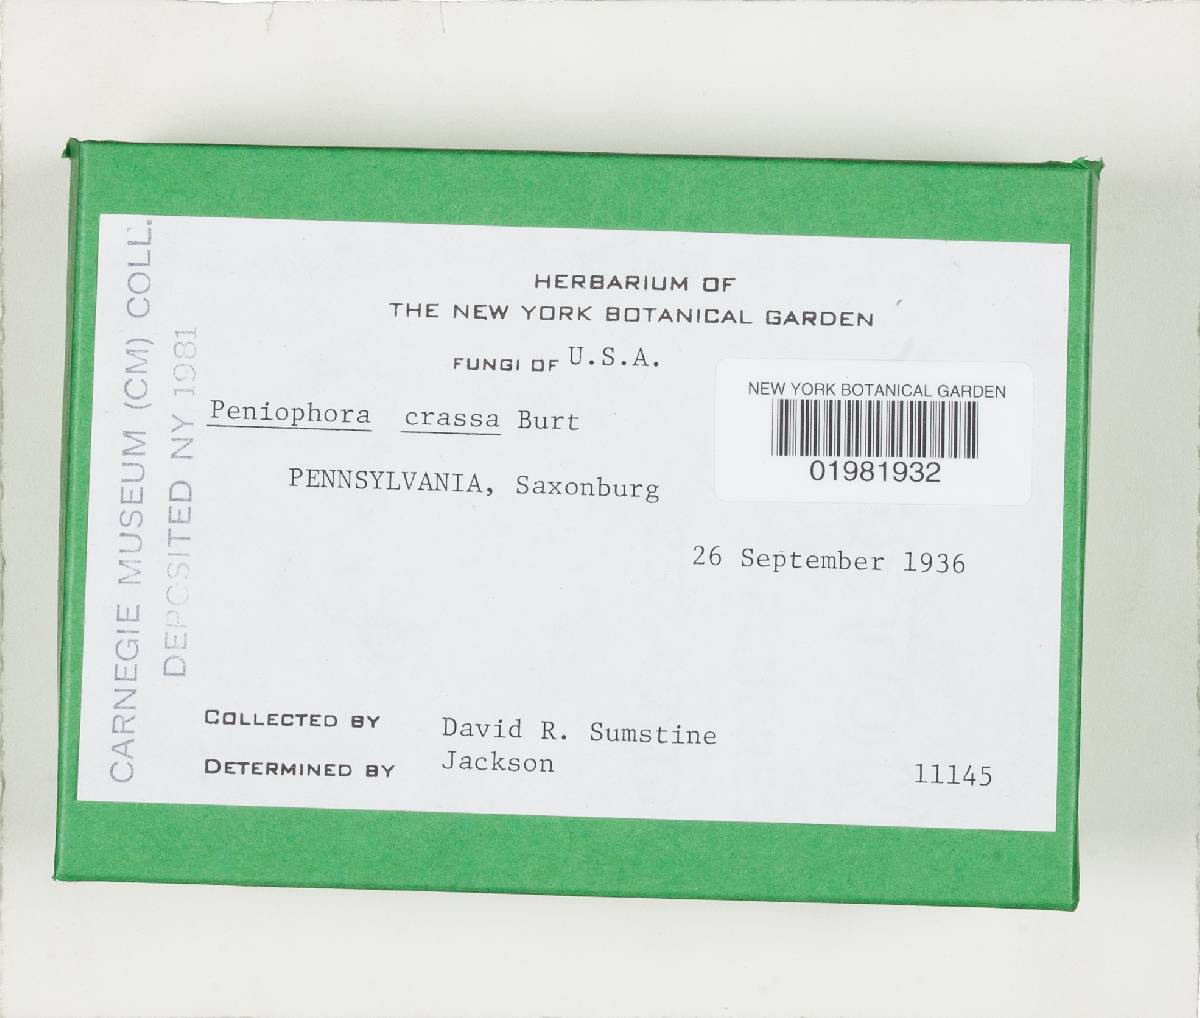 CARNEGIE MUSEUM (CM) COLL.
DEPOSITED NY 1981
HERBARIUM OF
THE NEW YORK BOTANICAL GARDEN
FUNGI OF U.S.A.
Peniophora crassa Burt
PENNSYLVANIA, Saxonburg
NEW YORK BOTANICAL GARDEN
01981932
26 September 1936
COLLECTED BY David R. Sumstine
DETERMINED BY Jackson
11145